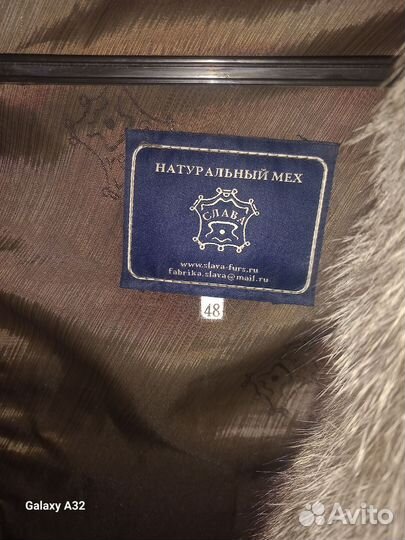 НАТУРАЛЬНЫЙ МЕХ
СЛАВА
www.slava-furs.ru
fabrika.slava@mail.ru
48
Galaxy A32
Avito